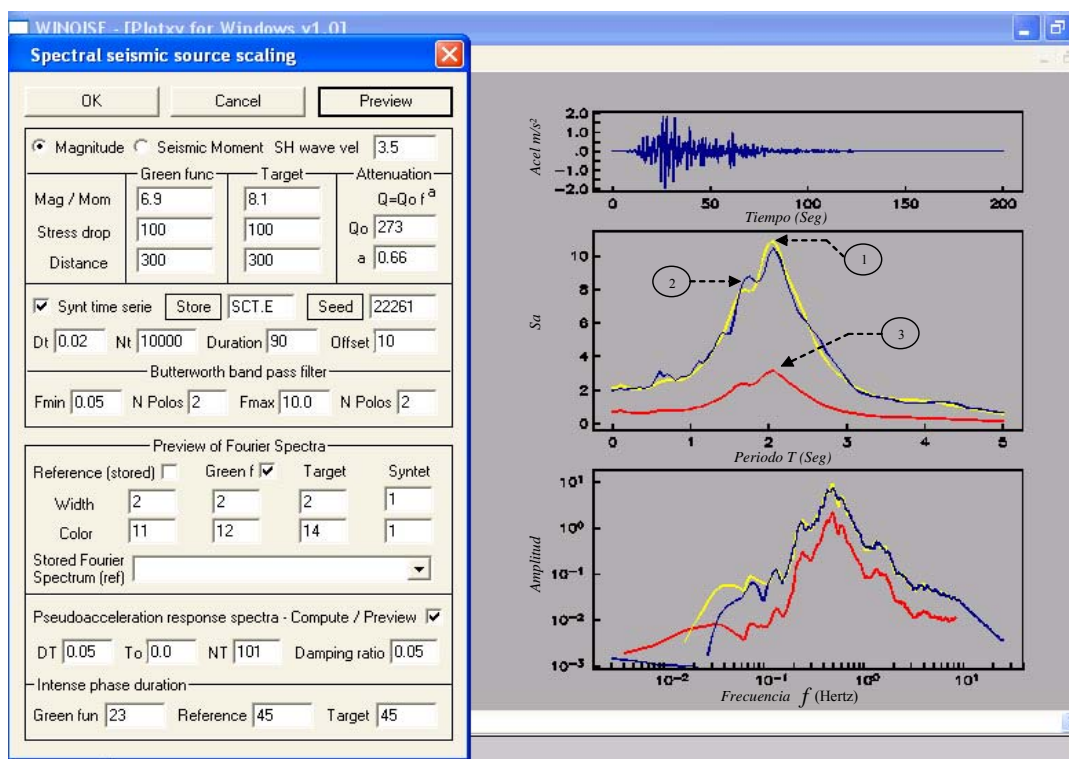 WINOISE - [Plotxy for Windows v1.0]
Spectral seismic source scaling
OK Cancel Preview
Magnitude Seismic Moment SH wave vel 3.5
Green func Target Attenuation
Mag / Mom 6.9 8.1 Q=Qo f a
Stress drop 100 100 Qo 273
Distance 300 300 a 0.66
Synt time serie Store SCT.E Seed 22261
Dt 0.02 Nt 10000 Duration 90 Offset 10
Butterworth band pass filter
Fmin 0.05 N Polos 2 Fmax 10.0 N Polos 2
Preview of Fourier Spectra
Reference (stored) Green f Target Syntet
Width 2 2 2 1
Color 11 12 14 1
Stored Fourier
Spectrum (ref)
Pseudoacceleration response spectra - Compute / Preview
DT 0.05 To 0.0 NT 101 Damping ratio 0.05
Intense phase duration
Green fun 23 Reference 45 Target 45
Acel m/s²
2.0
1.0
.0
-1.0
-2.0
0 50 100 150 200
Tiempo (Seg)
Sa
10
8
6
4
2
0
1
2
3
0 1 2 3 4 5
Periodo T (Seg)
Amplitud
10¹
10⁰
10⁻¹
10⁻²
10⁻³
10⁻² 10⁻¹ 10⁰ 10¹
Frecuencia f (Hertz)